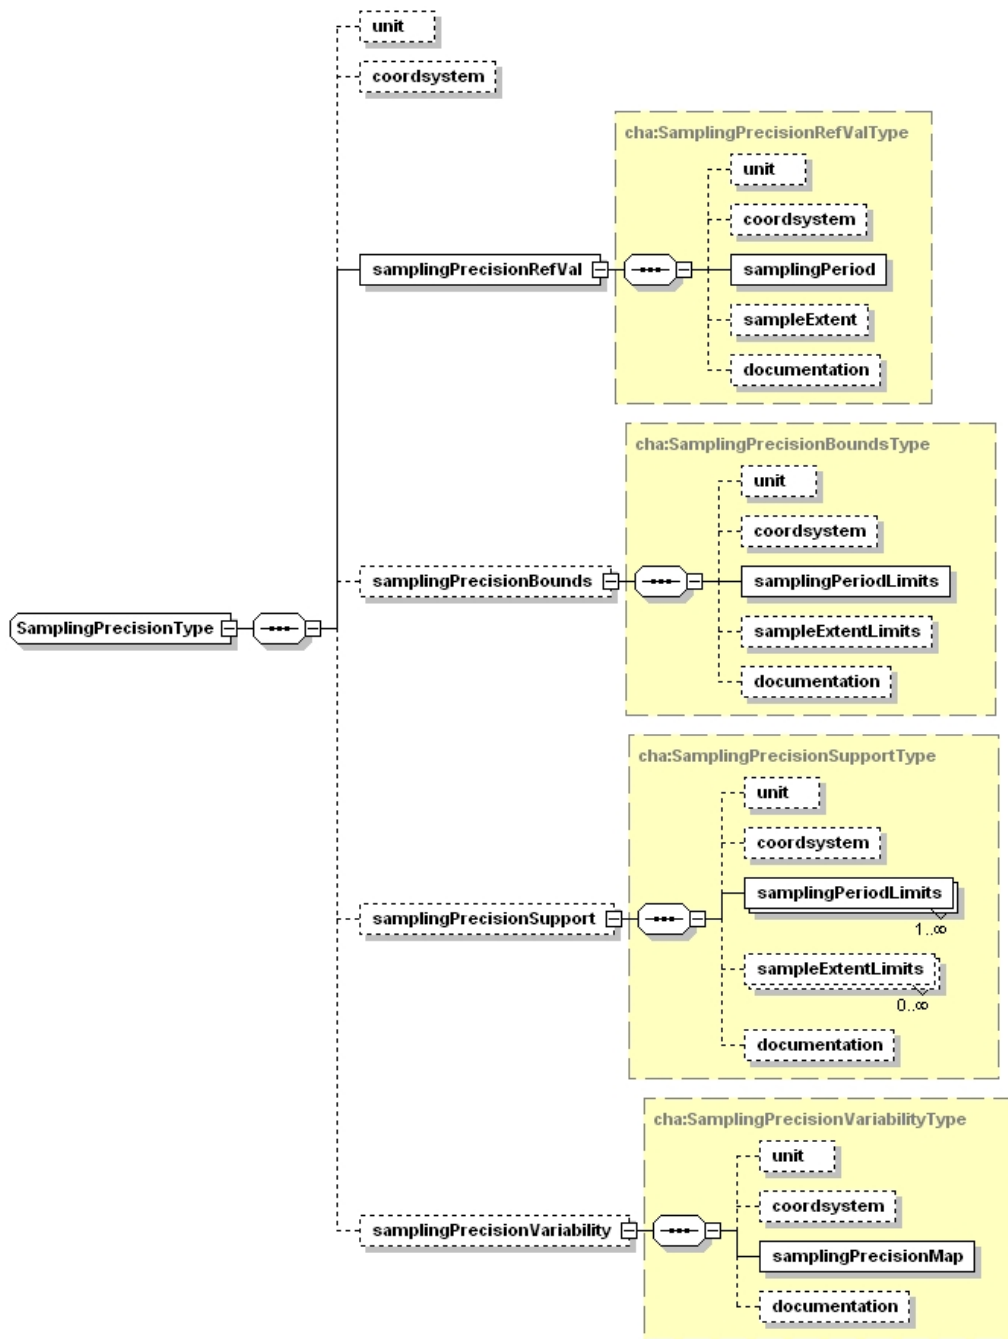 unit
coordsystem
cha:SamplingPrecisionRefValType
unit
coordsystem
samplingPrecisionRefVal
samplingPeriod
sampleExtent
documentation
cha:SamplingPrecisionBoundsType
unit
coordsystem
samplingPrecisionBounds
samplingPeriodLimits
SamplingPrecisionType
sampleExtentLimits
documentation
cha:SamplingPrecisionSupportType
unit
coordsystem
samplingPeriodLimits
samplingPrecisionSupport
1..∞
sampleExtentLimits
0..∞
documentation
cha:SamplingPrecisionVariabilityType
unit
coordsystem
samplingPrecisionVariability
samplingPrecisionMap
documentation